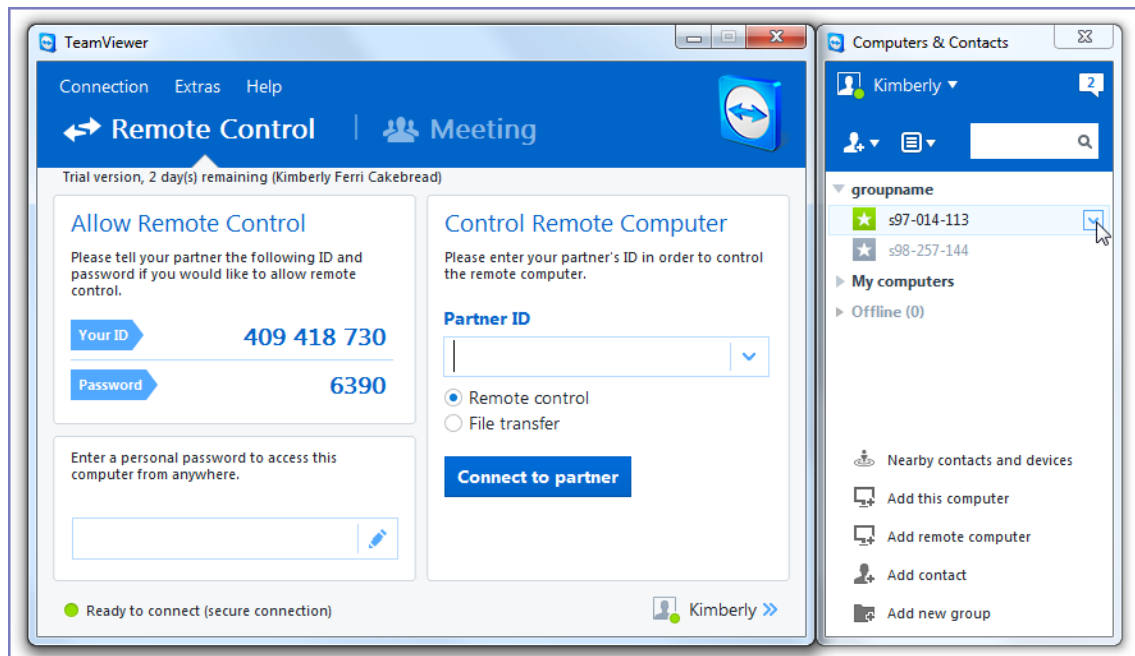 TeamViewer
Connection Extras Help
Remote Control Meeting
Trial version, 2 day(s) remaining (Kimberly Ferri Cakebread)
Allow Remote Control
Please tell your partner the following ID and
password if you would like to allow remote
control.
Your ID 409 418 730
Password 6390
Enter a personal password to access this
computer from anywhere.
Control Remote Computer
Please enter your partner's ID in order to control
the remote computer.
Partner ID
Remote control
File transfer
Connect to partner
Ready to connect (secure connection)
Kimberly
Computers & Contacts
Kimberly 2
groupname
s97-014-113
s98-257-144
My computers
Offline (0)
Nearby contacts and devices
Add this computer
Add remote computer
Add contact
Add new group